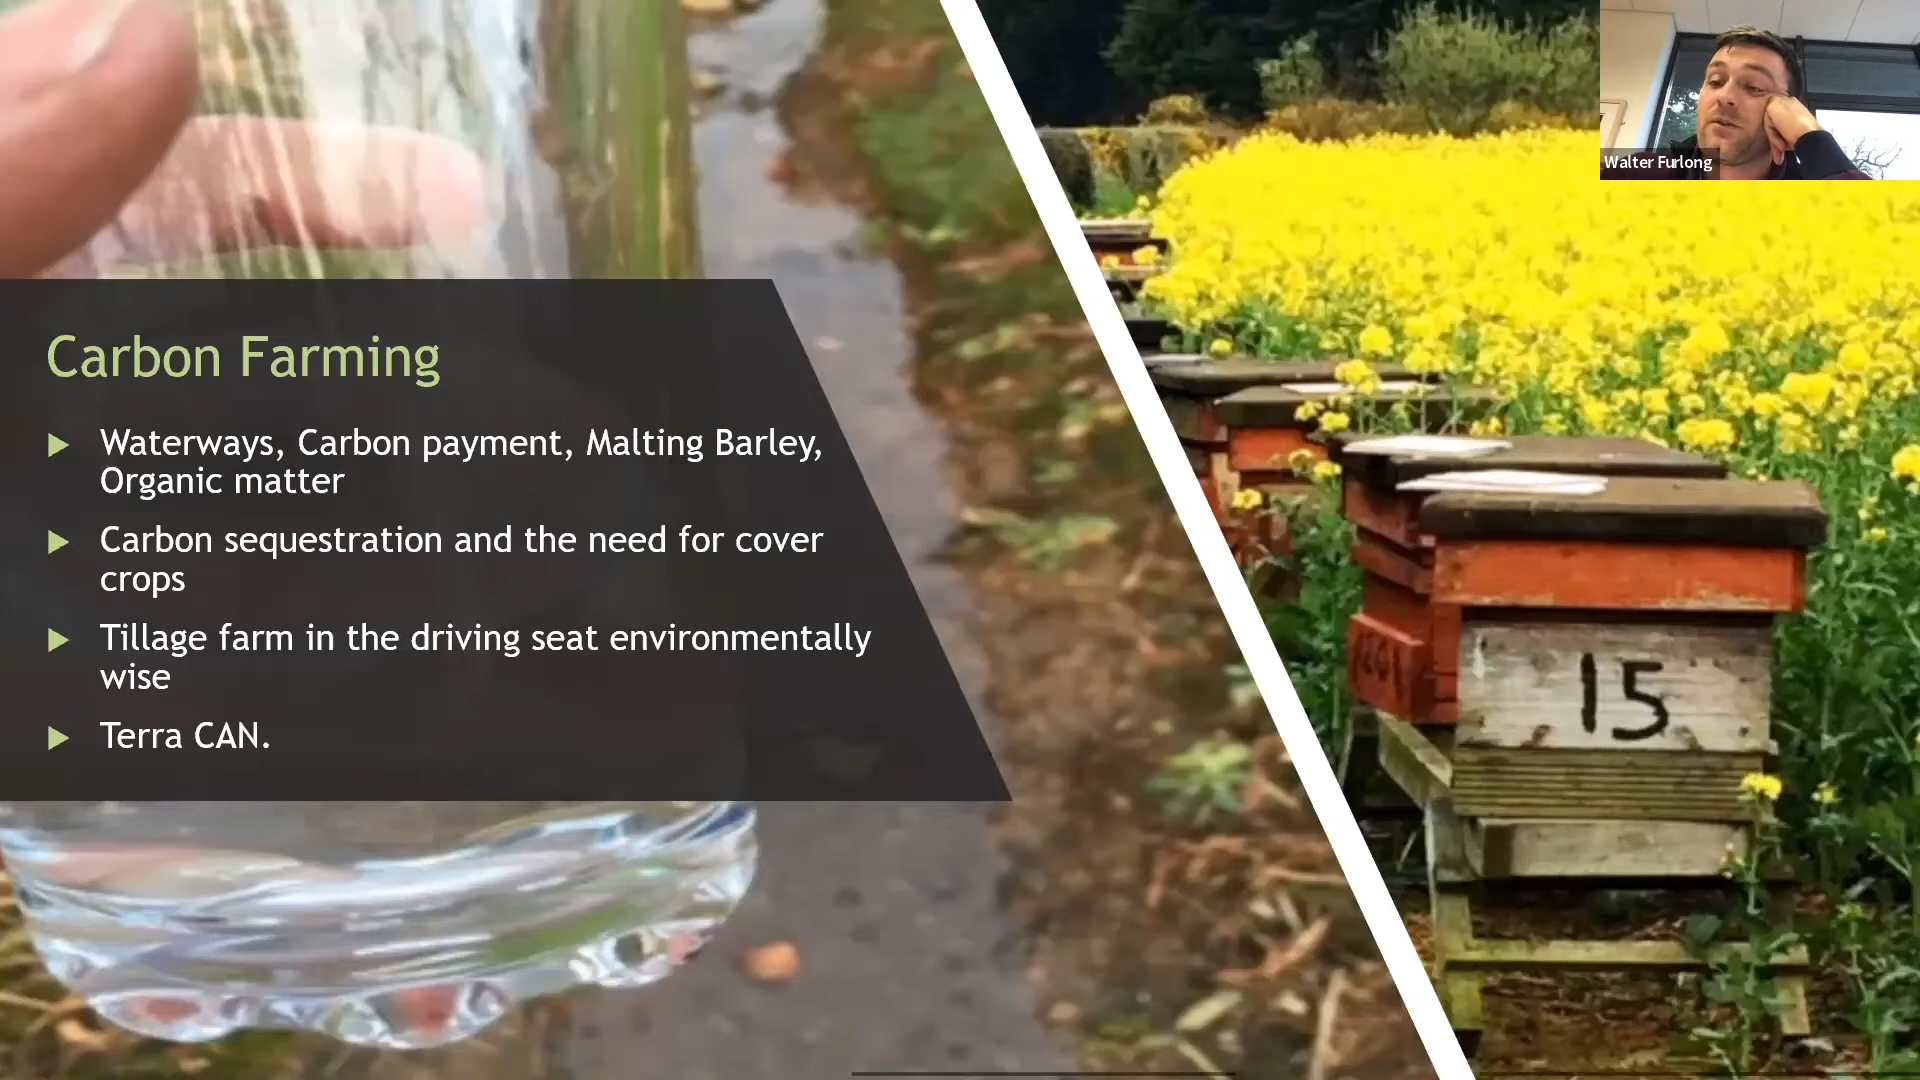 Walter Furlong
Carbon Farming
Waterways, Carbon payment, Malting Barley,
Organic matter
Carbon sequestration and the need for cover
crops
Tillage farm in the driving seat environmentally
wise
Terra CAN.
15